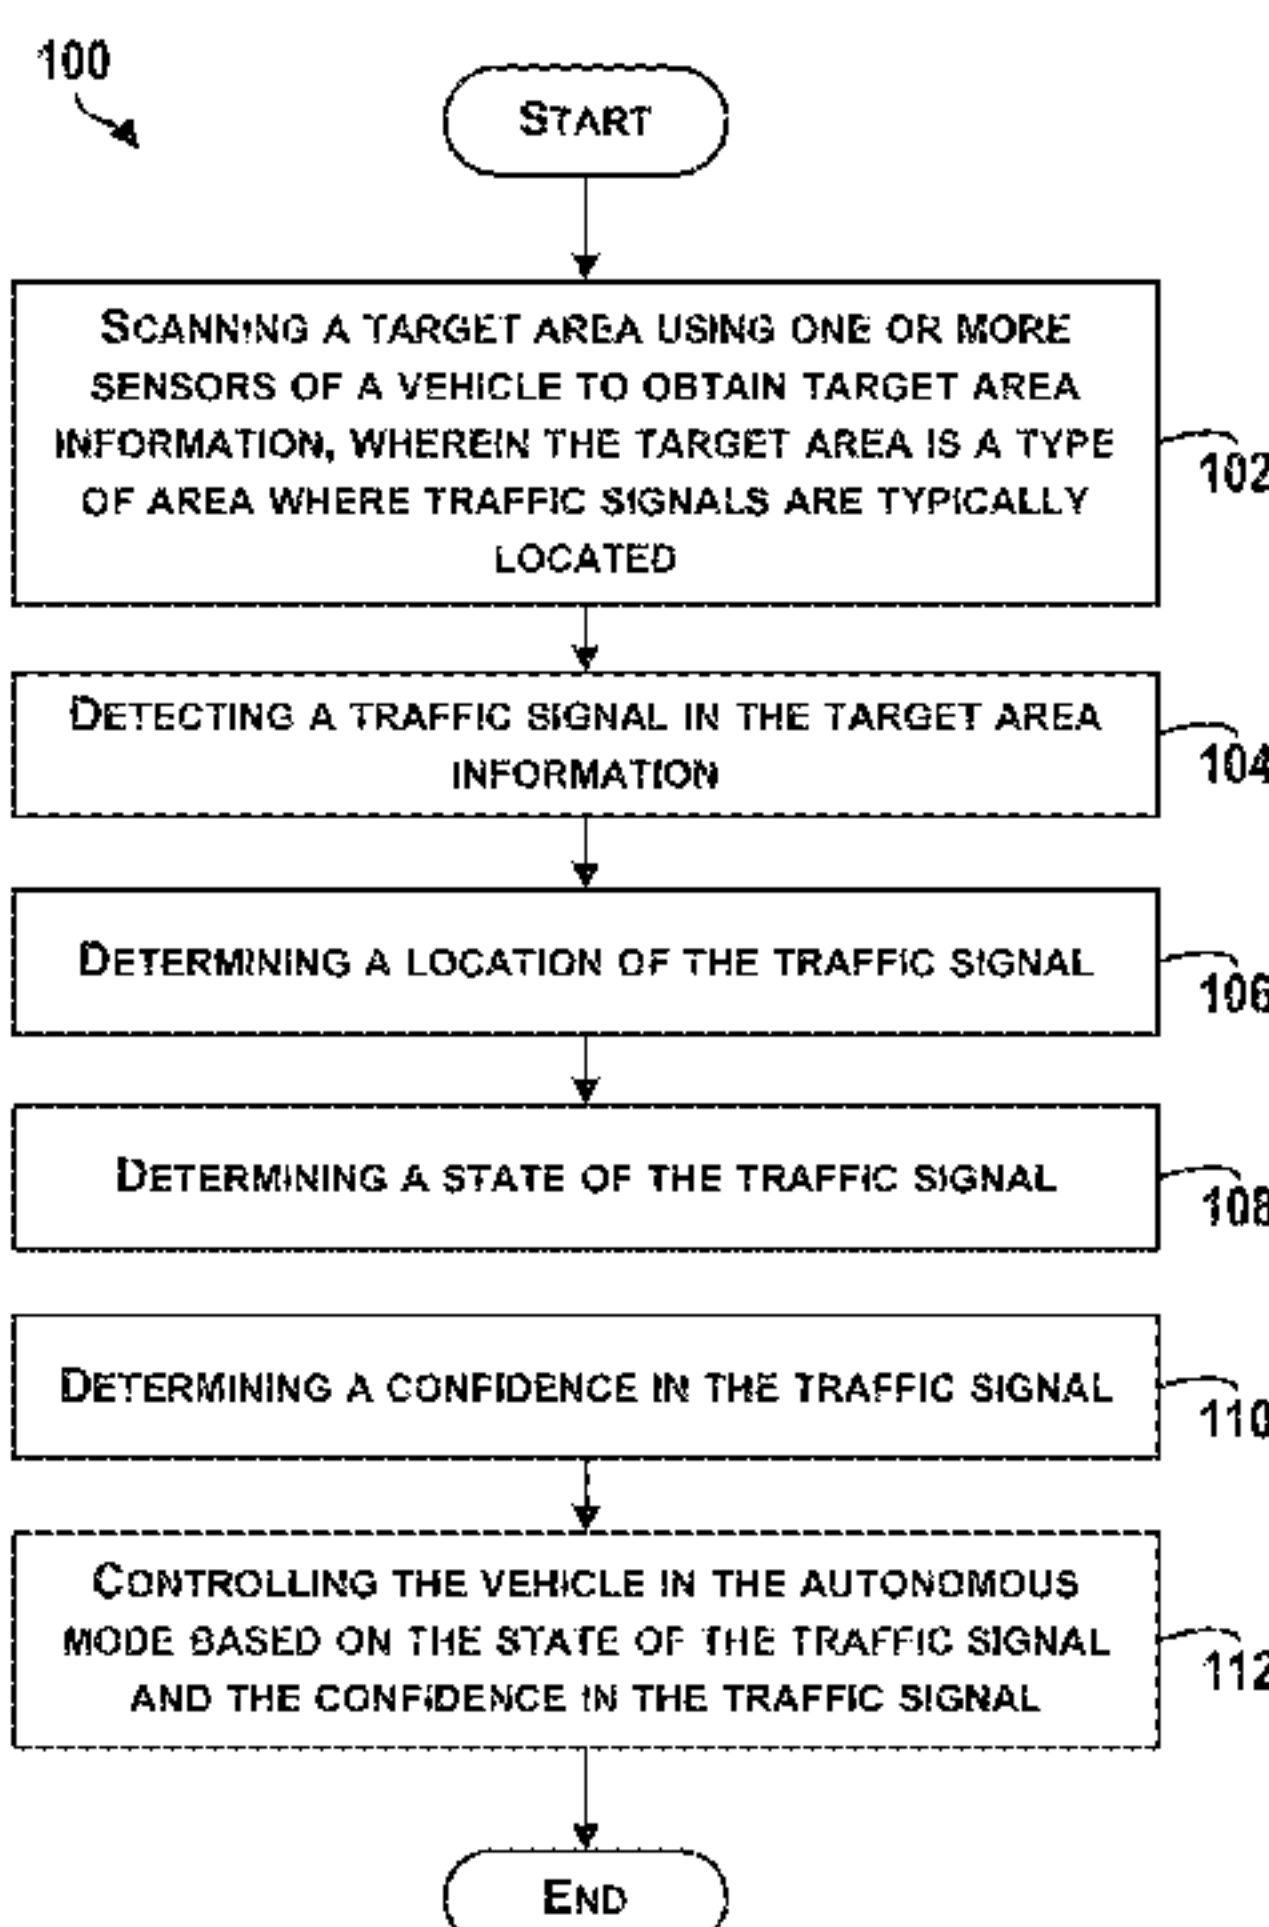 100
START
SCANNING A TARGET AREA USING ONE OR MORE
SENSORS OF A VEHICLE TO OBTAIN TARGET AREA
INFORMATION, WHEREIN THE TARGET AREA IS A TYPE
OF AREA WHERE TRAFFIC SIGNALS ARE TYPICALLY
LOCATED
102
DETECTING A TRAFFIC SIGNAL IN THE TARGET AREA
INFORMATION
104
DETERMINING A LOCATION OF THE TRAFFIC SIGNAL
106
DETERMINING A STATE OF THE TRAFFIC SIGNAL
108
DETERMINING A CONFIDENCE IN THE TRAFFIC SIGNAL
110
CONTROLLING THE VEHICLE IN THE AUTONOMOUS
MODE BASED ON THE STATE OF THE TRAFFIC SIGNAL
AND THE CONFIDENCE IN THE TRAFFIC SIGNAL
112
END